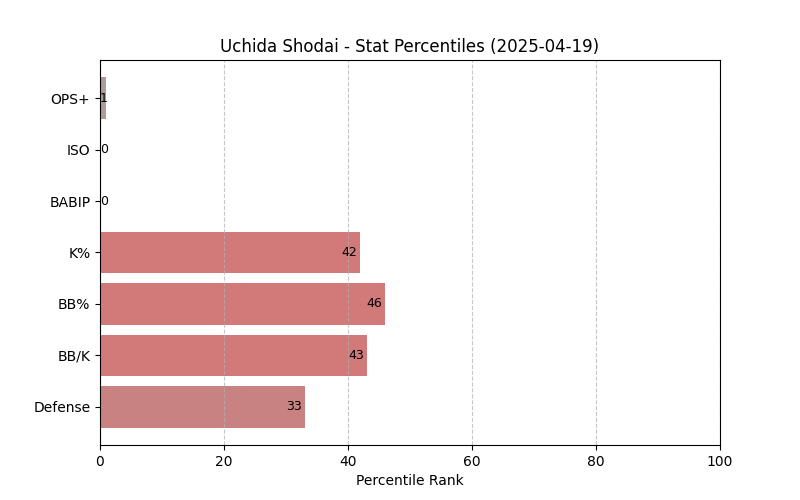 Uchida Shodai - Stat Percentiles (2025-04-19)
OPS+ 1
ISO 0
BABIP 0
K% 42
BB% 46
BB/K 43
Defense 33
0 20 40 60 80 100
Percentile Rank